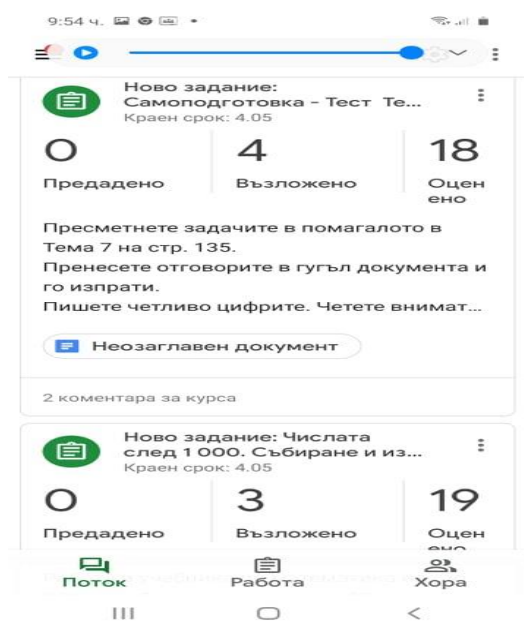 9:54 ч.
Ново задание:
Самоподготовка - Тест Те...
Краен срок: 4.05
0 4 18
Предадено Възложено Оцен
ено
Пресметнете задачите в помагалото в
Тема 7 на стр. 135.
Пренесете отговорите в гугъл документа и
го изпрати.
Пишете четливо цифрите. Четете внимат...
Неозаглавен документ
2 коментара за курса
Ново задание: Числата
след 1 000. Събиране и из...
Краен срок: 4.05
0 3 19
Предадено Възложено Оцен
ено
Поток Работа Хора